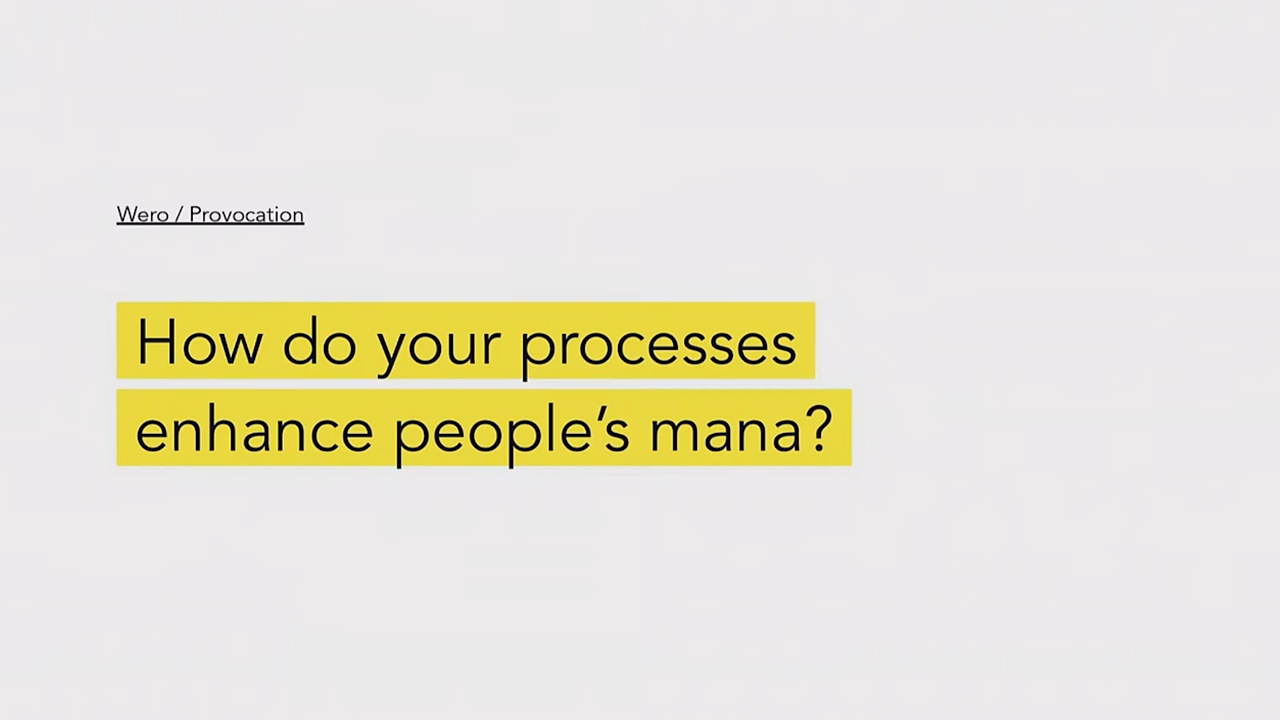 Wero / Provocation
How do your processes
enhance people’s mana?